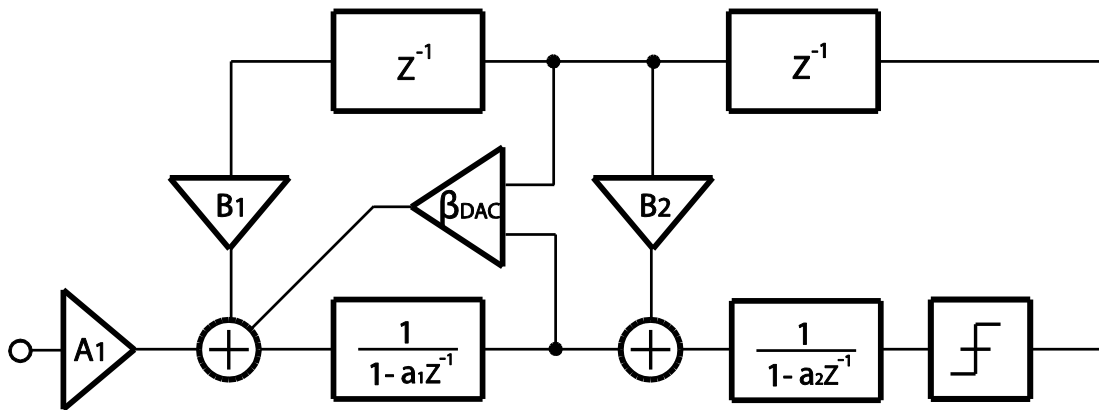 Z⁻¹
Z⁻¹
B1
βDAC
B2
A1
1
1 - a₁Z⁻¹
1
1 - a₂Z⁻¹